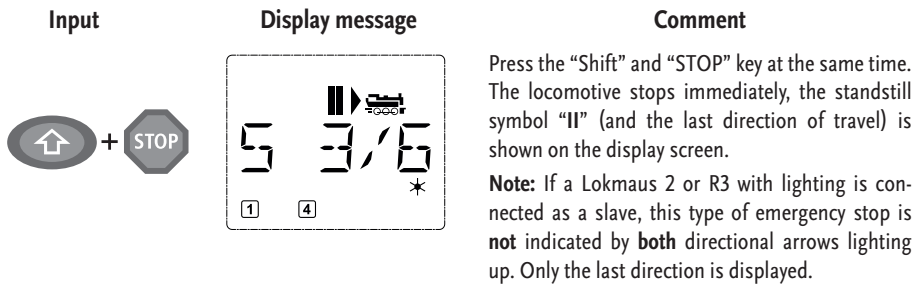 Input
Display message
Comment
+ STOP
S 3/6
1 4
Press the “Shift” and “STOP” key at the same time.
The locomotive stops immediately, the standstill
symbol “II” (and the last direction of travel) is
shown on the display screen.
Note: If a Lokmaus 2 or R3 with lighting is con-
nected as a slave, this type of emergency stop is
not indicated by both directional arrows lighting
up. Only the last direction is displayed.